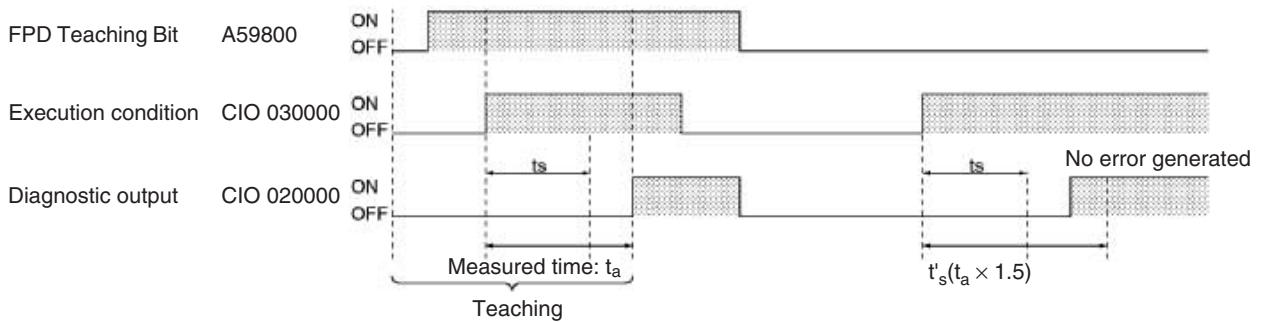 FPD Teaching Bit A59800 ON
OFF
Execution condition CIO 030000 ON
OFF
ts ts
No error generated
Diagnostic output CIO 020000 ON
OFF
Measured time: ta t's(ta × 1.5)
Teaching